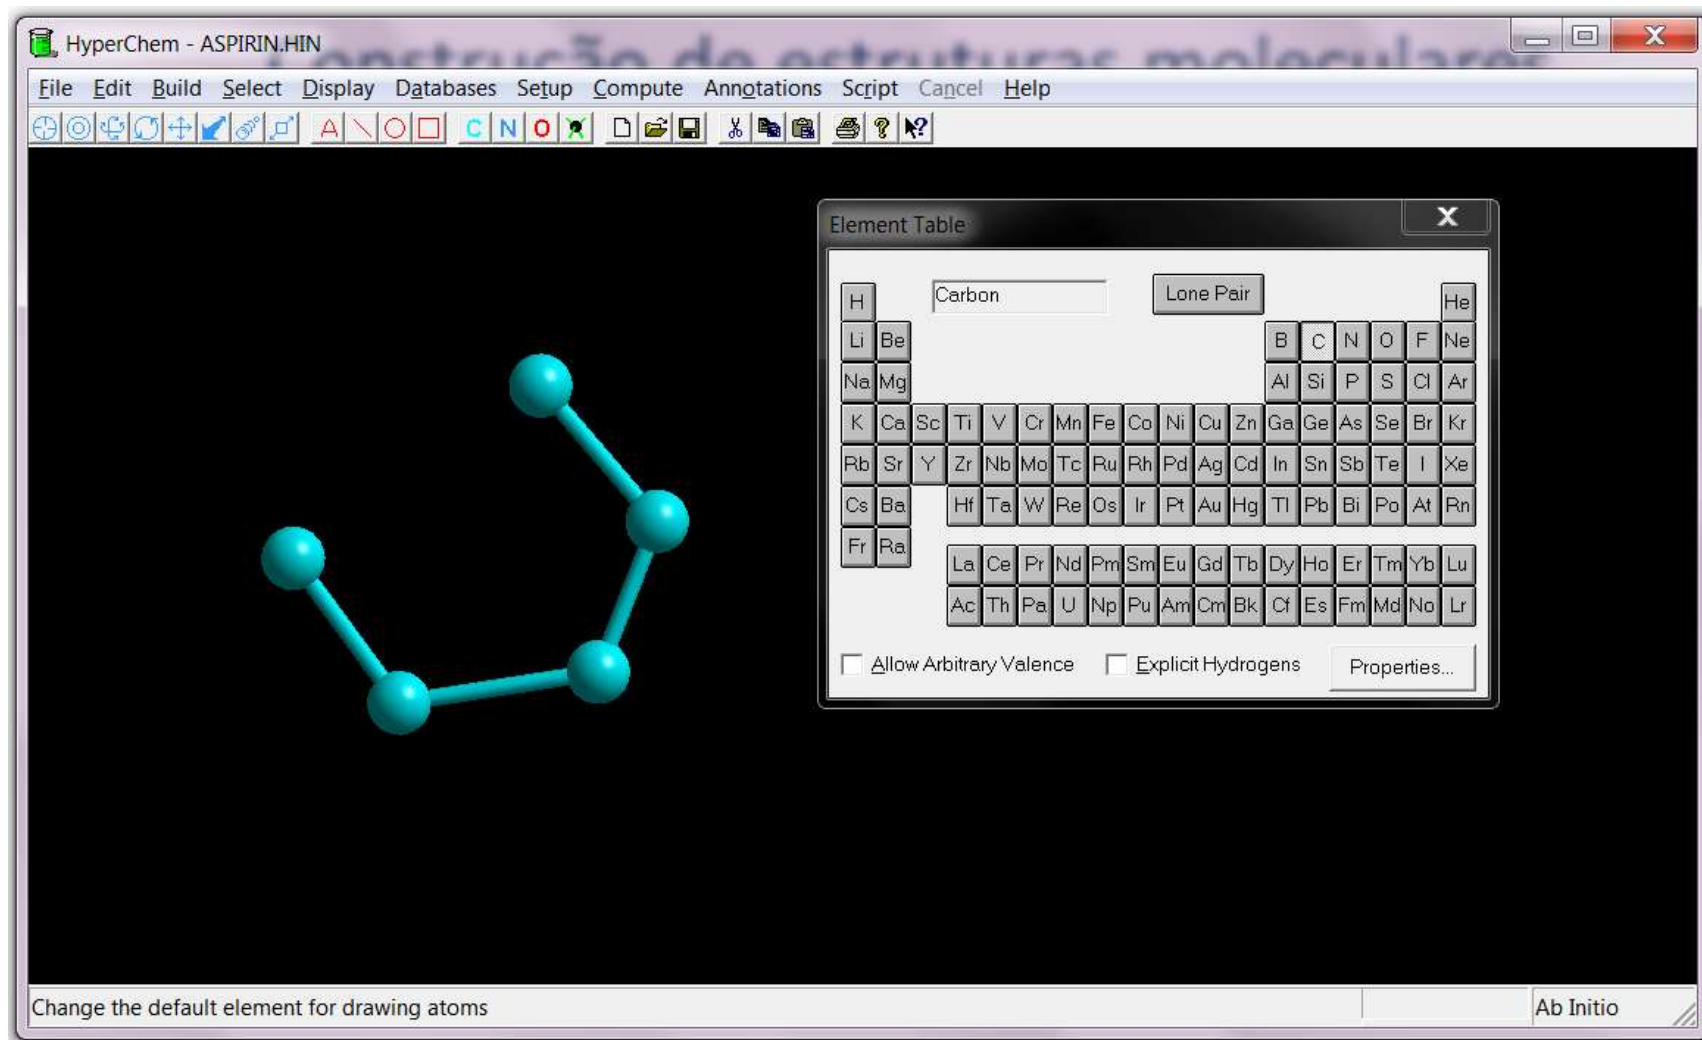 Construção de estruturas moleculares
HyperChem - ASPIRIN.HIN
File Edit Build Select Display Databases Setup Compute Annotations Script Cancel Help
A C N O
Element Table
Carbon
Lone Pair
H He
Li Be B C N O F Ne
Na Mg Al Si P S Cl Ar
K Ca Sc Ti V Cr Mn Fe Co Ni Cu Zn Ga Ge As Se Br Kr
Rb Sr Y Zr Nb Mo Tc Ru Rh Pd Ag Cd In Sn Sb Te I Xe
Cs Ba Hf Ta W Re Os Ir Pt Au Hg Tl Pb Bi Po At Rn
Fr Ra
La Ce Pr Nd Pm Sm Eu Gd Tb Dy Ho Er Tm Yb Lu
Ac Th Pa U Np Pu Am Cm Bk Cf Es Fm Md No Lr
Allow Arbitrary Valence Explicit Hydrogens Properties...
Change the default element for drawing atoms Ab Initio